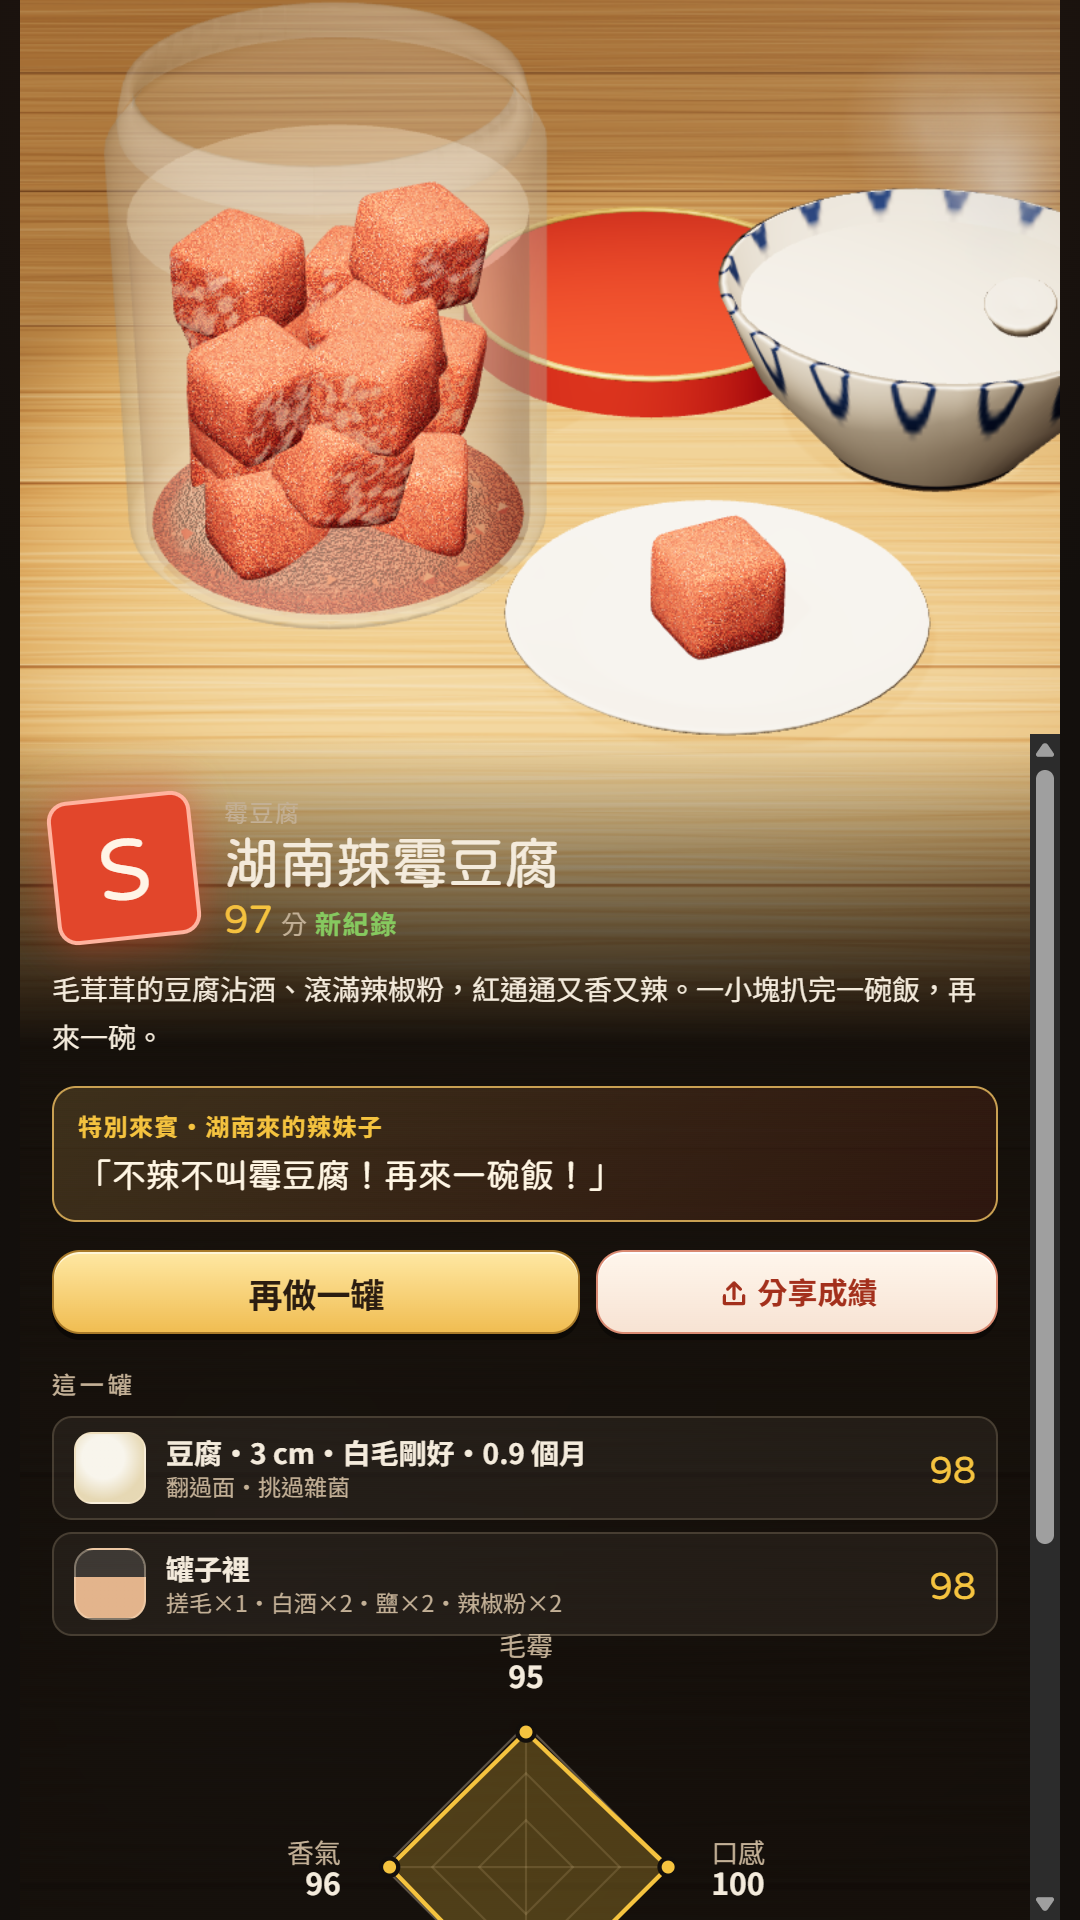 霉豆腐
S
湖南辣霉豆腐
97 分 新紀錄
毛茸茸的豆腐沾酒、滾滿辣椒粉，紅通通又香又辣。一小塊扒完一碗飯，再
來一碗。
特別來賓・湖南來的辣妹子
「不辣不叫霉豆腐！再來一碗飯！」
再做一罐
分享成績
這一罐
豆腐・3 cm・白毛剛好・0.9 個月
翻過面・挑過雜菌
98
罐子裡
搓毛×1・白酒×2・鹽×2・辣椒粉×2
98
毛霉
95
香氣
96
口感
100